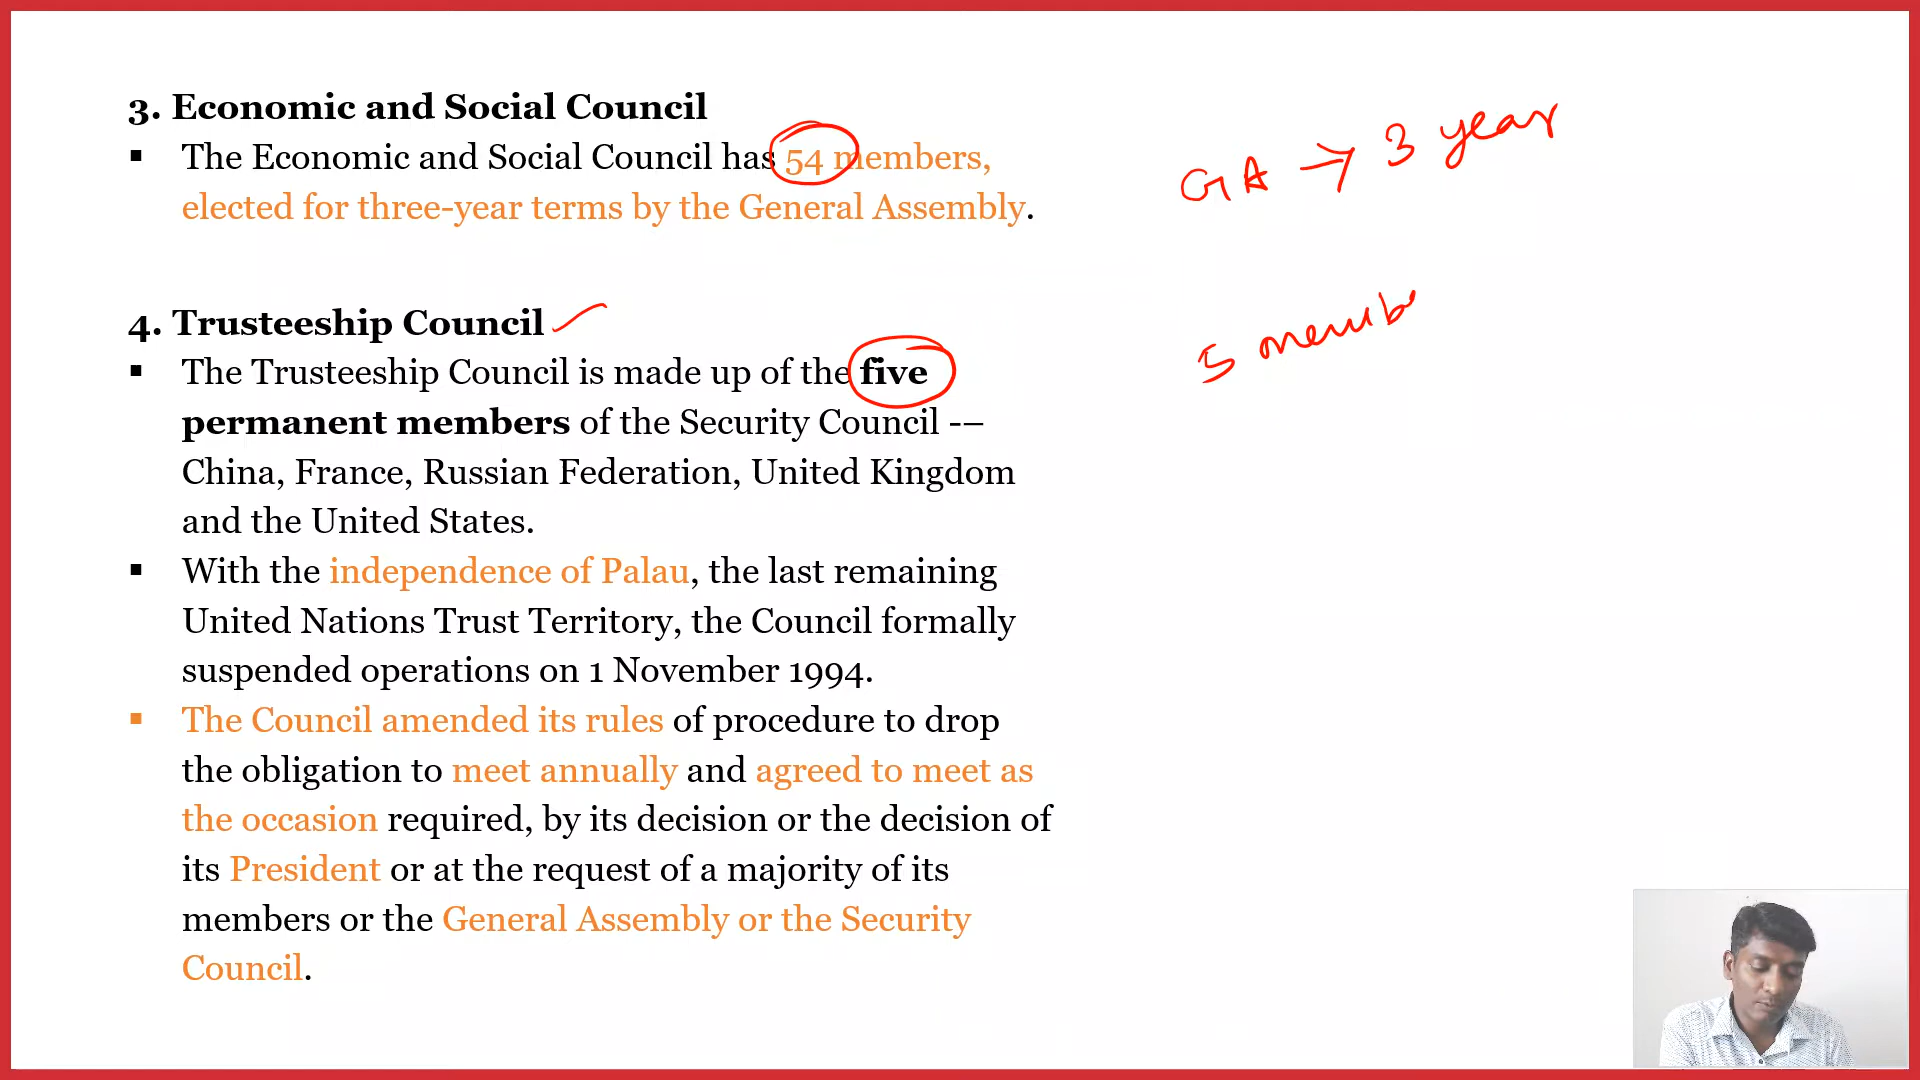 3. Economic and Social Council
▪ The Economic and Social Council has 54 members,
elected for three-year terms by the General Assembly.
GA → 3 year
4. Trusteeship Council
▪ The Trusteeship Council is made up of the five
permanent members of the Security Council -–
China, France, Russian Federation, United Kingdom
and the United States.
5 memb
▪ With the independence of Palau, the last remaining
United Nations Trust Territory, the Council formally
suspended operations on 1 November 1994.
▪ The Council amended its rules of procedure to drop
the obligation to meet annually and agreed to meet as
the occasion required, by its decision or the decision of
its President or at the request of a majority of its
members or the General Assembly or the Security
Council.